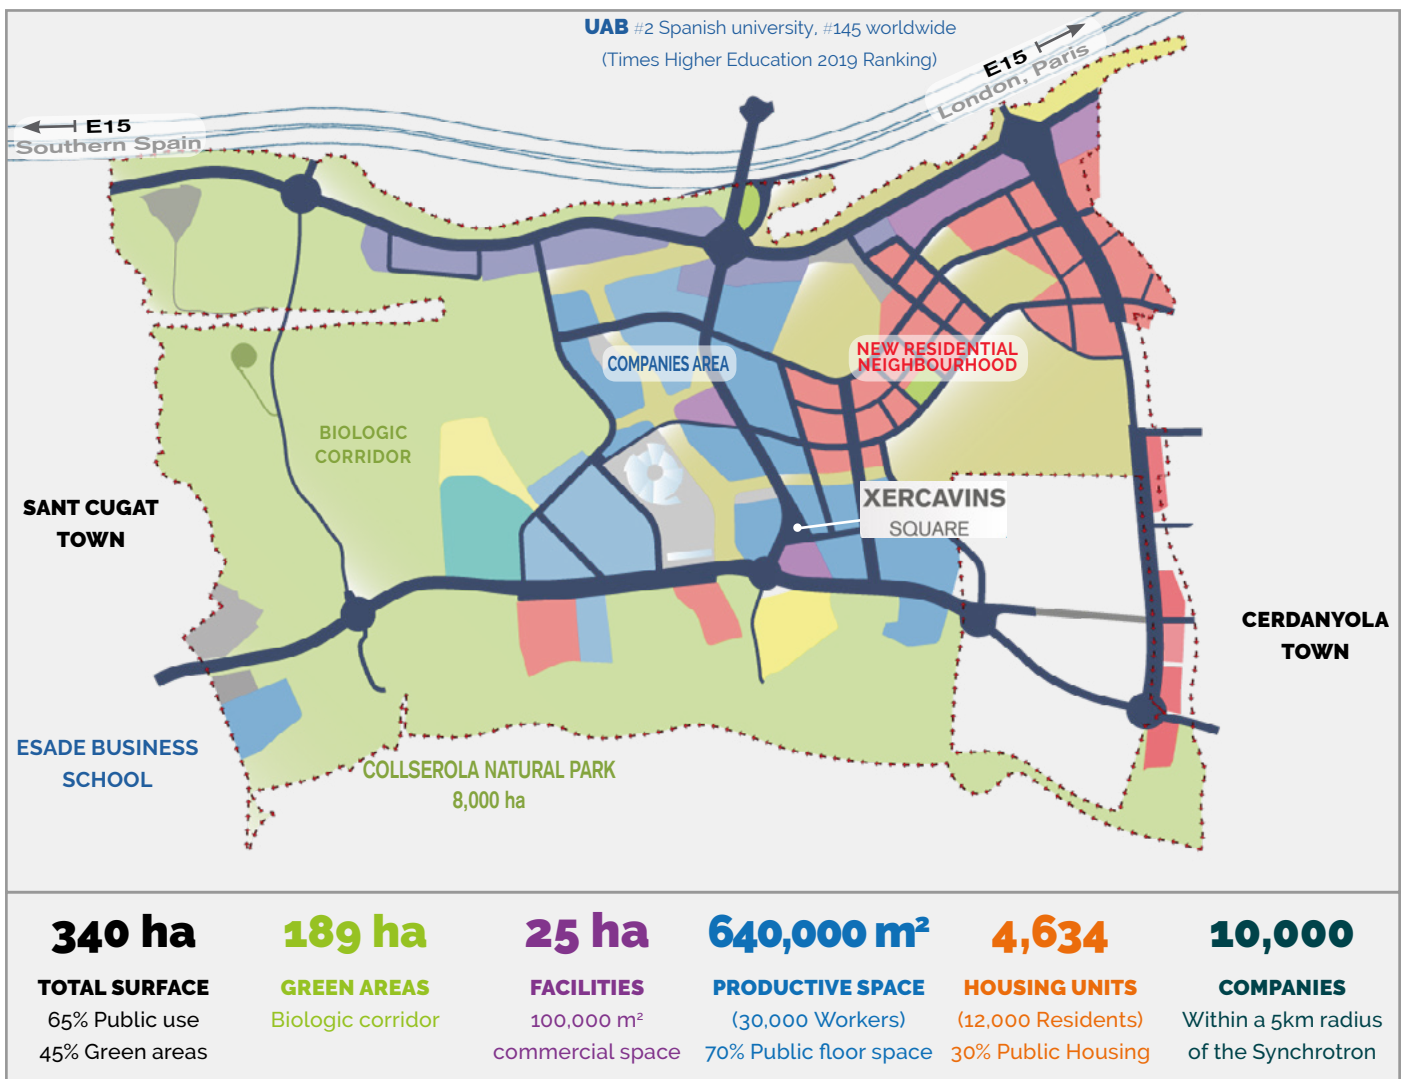 UAB #2 Spanish university, #145 worldwide
(Times Higher Education 2019 Ranking)
E15
London, Paris
E15
Southern Spain
COMPANIES AREA
NEW RESIDENTIAL
NEIGHBOURHOOD
BIOLOGIC
CORRIDOR
SANT CUGAT
TOWN
XERCAVINS
SQUARE
CERDANYOLA
TOWN
ESADE BUSINESS
SCHOOL
COLLSEROLA NATURAL PARK
8,000 ha
340 ha
TOTAL SURFACE
65% Public use
45% Green areas
189 ha
GREEN AREAS
Biologic corridor
25 ha
FACILITIES
100,000 m²
commercial space
640,000 m²
PRODUCTIVE SPACE
(30,000 Workers)
70% Public floor space
4,634
HOUSING UNITS
(12,000 Residents)
30% Public Housing
10,000
COMPANIES
Within a 5km radius
of the Synchrotron